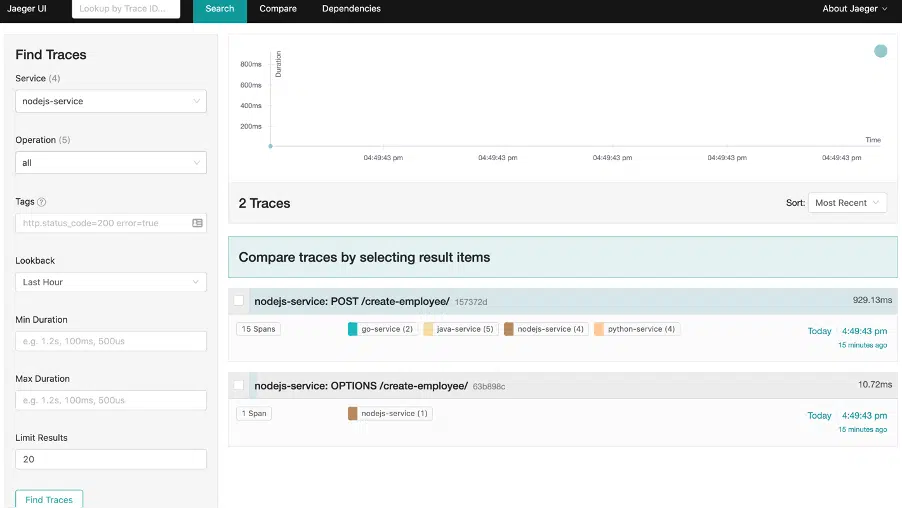 Jaeger UI Lookup by Trace ID... Search Compare Dependencies About Jaeger
Find Traces
Service (4)
nodejs-service
Operation (5)
all
Tags
http.status_code=200 error=true
Lookback
Last Hour
Min Duration
e.g. 1.2s, 100ms, 500us
Max Duration
e.g. 1.2s, 100ms, 500us
Limit Results
20
Find Traces
Duration
800ms
600ms
400ms
200ms
Time
04:49:43 pm 04:49:43 pm 04:49:43 pm 04:49:43 pm 04:49:43 pm
2 Traces Sort: Most Recent
Compare traces by selecting result items
nodejs-service: POST /create-employee/ 157372d 929.13ms
15 Spans go-service (2) java-service (5) nodejs-service (4) python-service (4) Today 4:49:43 pm
15 minutes ago
nodejs-service: OPTIONS /create-employee/ 63b898c 10.72ms
1 Span nodejs-service (1) Today 4:49:43 pm
15 minutes ago